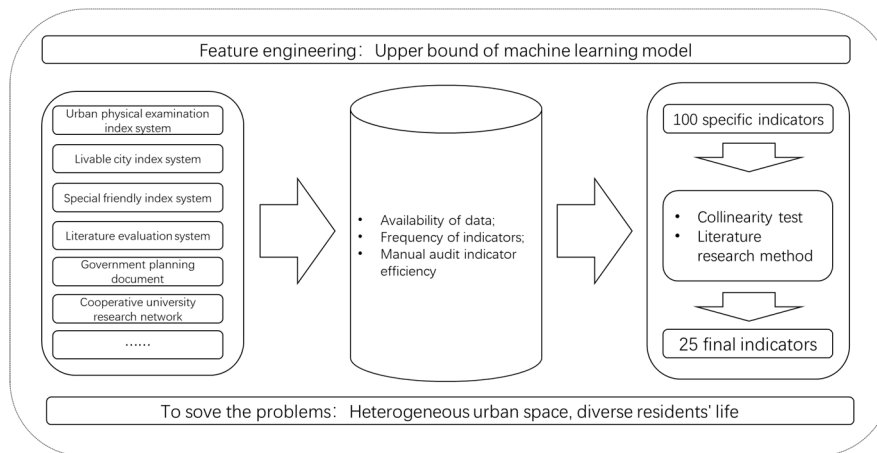 Feature engineering: Upper bound of machine learning model
Urban physical examination
index system
Livable city index system
Special friendly index system
Literature evaluation system
Government planning
document
Cooperative university
research network
……
• Availability of data;
• Frequency of indicators;
• Manual audit indicator
efficiency
100 specific indicators
• Collinearity test
• Literature
research method
25 final indicators
To sove the problems: Heterogeneous urban space, diverse residents' life